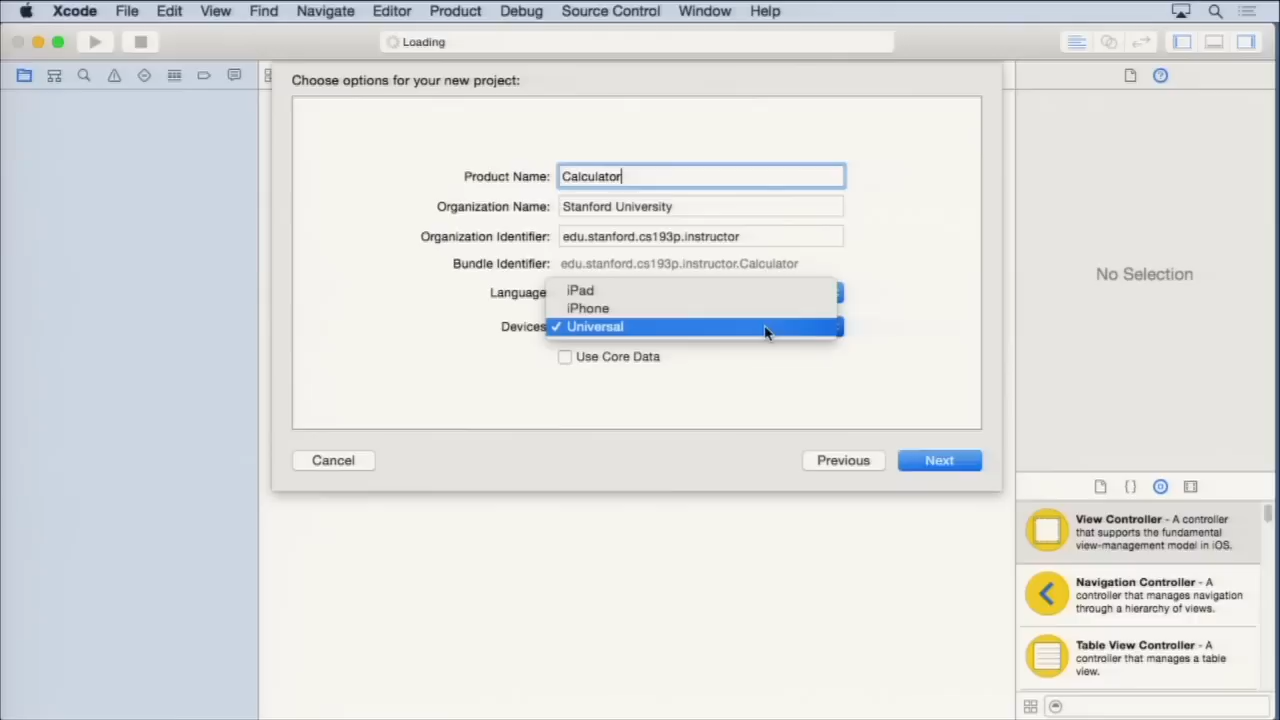 Xcode File Edit View Find Navigate Editor Product Debug Source Control Window Help
Loading
Choose options for your new project:
Product Name: Calculator
Organization Name: Stanford University
Organization Identifier: edu.stanford.cs193p.instructor
Bundle Identifier: edu.stanford.cs193p.instructor.Calculator
Language
iPad
iPhone
Devices ✓ Universal
Use Core Data
Cancel
Previous
Next
No Selection
View Controller - A controller
that supports the fundamental
view-management model in iOS.
Navigation Controller - A
controller that manages navigation
through a hierarchy of views.
Table View Controller - A
controller that manages a table
view.